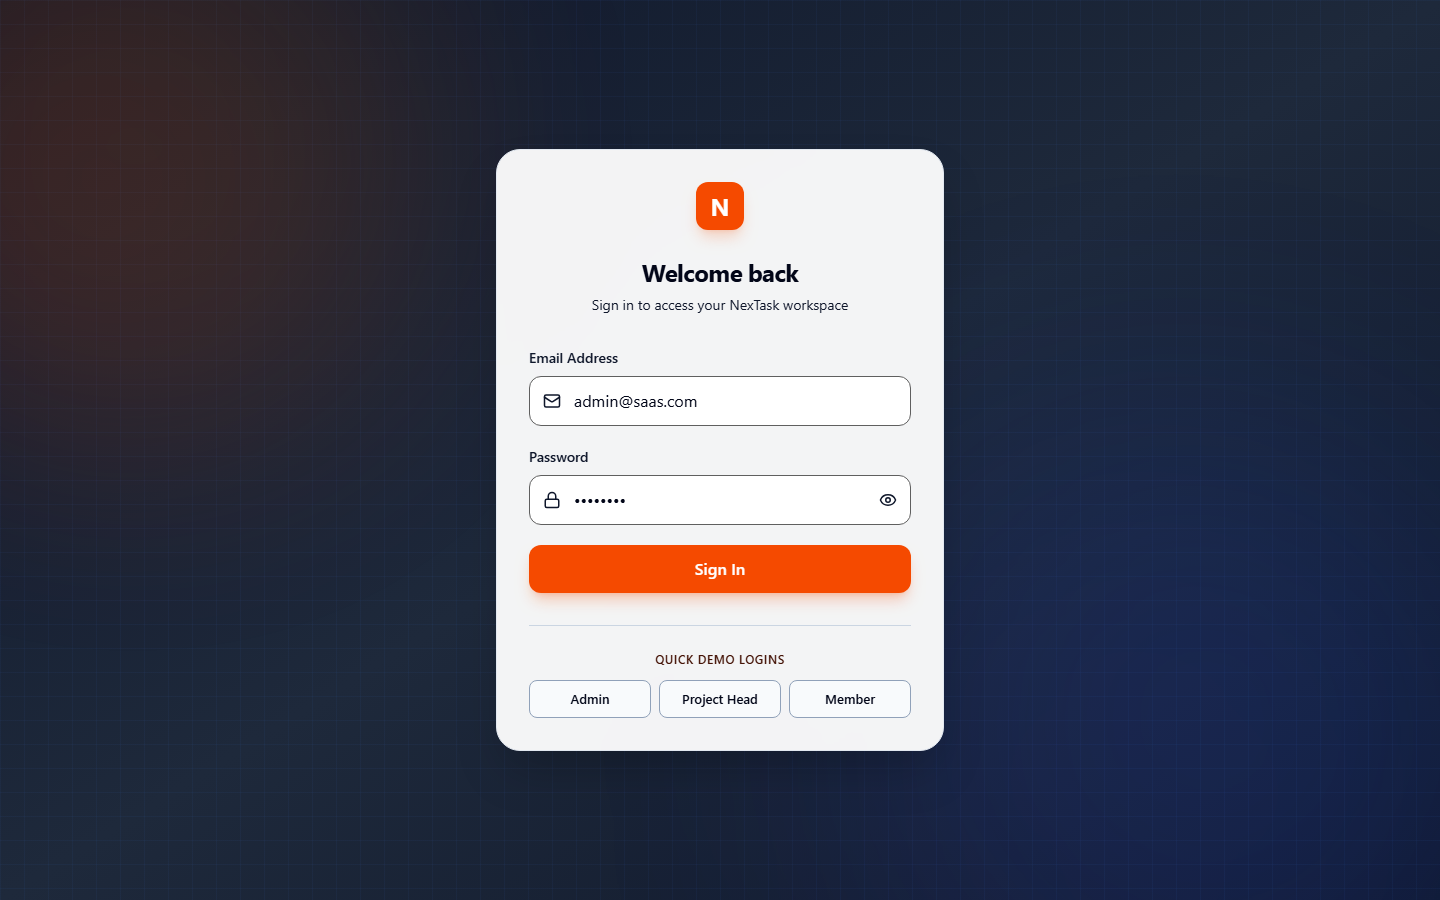 N
Welcome back
Sign in to access your NexTask workspace
Email Address
admin@saas.com
Password
••••••••
Sign In
QUICK DEMO LOGINS
Admin
Project Head
Member